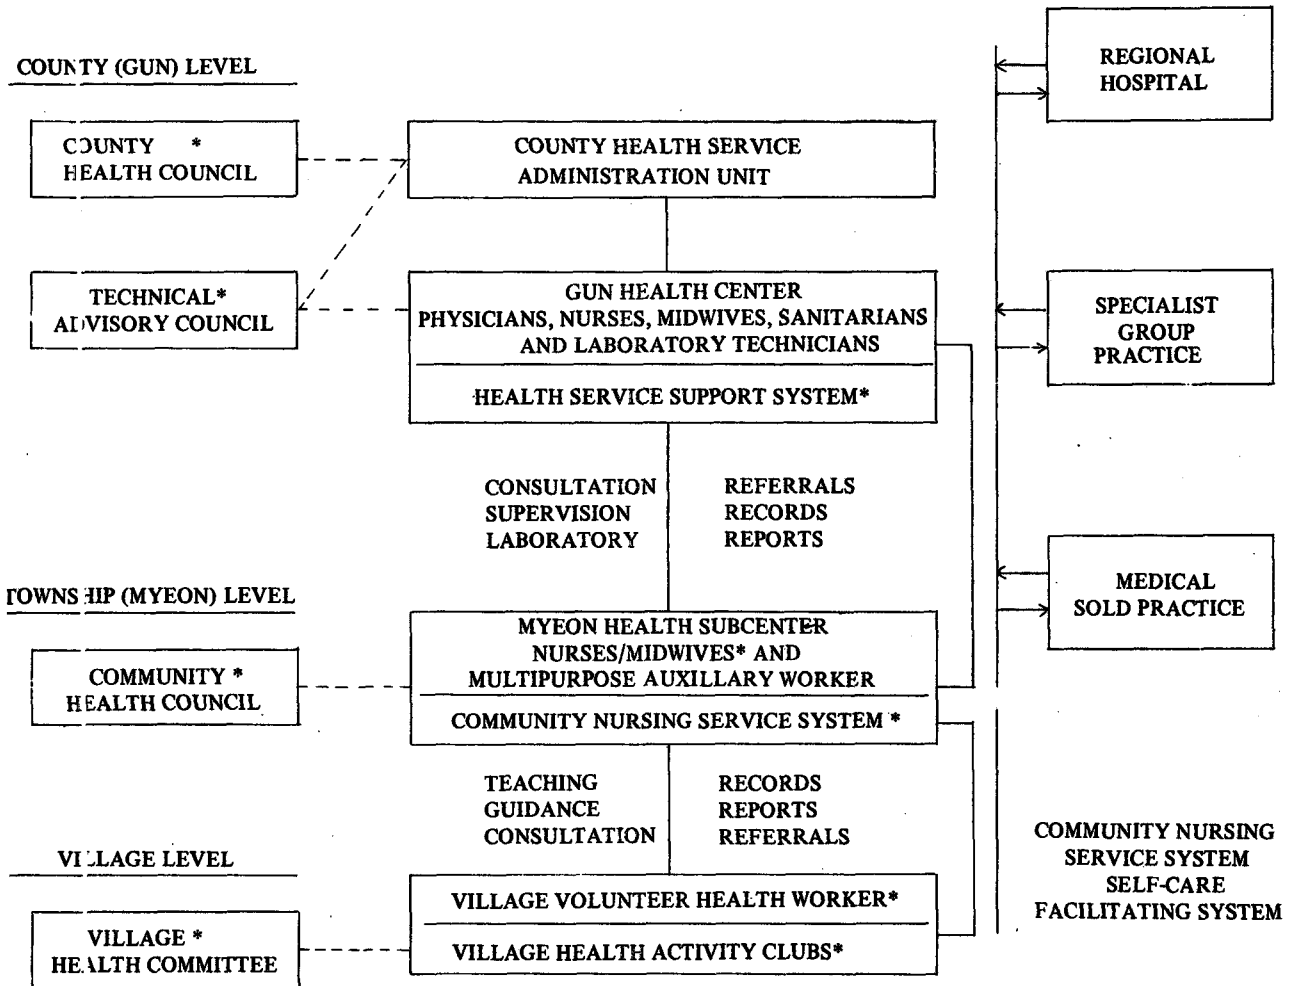 COUNTY (GUN) LEVEL
COUNTY *
HEALTH COUNCIL
COUNTY HEALTH SERVICE
ADMINISTRATION UNIT
REGIONAL
HOSPITAL
TECHNICAL*
ADVISORY COUNCIL
GUN HEALTH CENTER
PHYSICIANS, NURSES, MIDWIVES, SANITARIANS
AND LABORATORY TECHNICIANS
HEALTH SERVICE SUPPORT SYSTEM*
SPECIALIST
GROUP
PRACTICE
CONSULTATION
SUPERVISION
LABORATORY
REFERRALS
RECORDS
REPORTS
MEDICAL
SOLD PRACTICE
TOWNSHIP (MYEON) LEVEL
COMMUNITY *
HEALTH COUNCIL
MYEON HEALTH SUBCENTER
NURSES/MIDWIVES* AND
MULTIPURPOSE AUXILLARY WORKER
COMMUNITY NURSING SERVICE SYSTEM *
TEACHING
GUIDANCE
CONSULTATION
RECORDS
REPORTS
REFERRALS
COMMUNITY NURSING
SERVICE SYSTEM
SELF-CARE
FACILITATING SYSTEM
VILLAGE LEVEL
VILLAGE *
HEALTH COMMITTEE
VILLAGE VOLUNTEER HEALTH WORKER*
VILLAGE HEALTH ACTIVITY CLUBS*